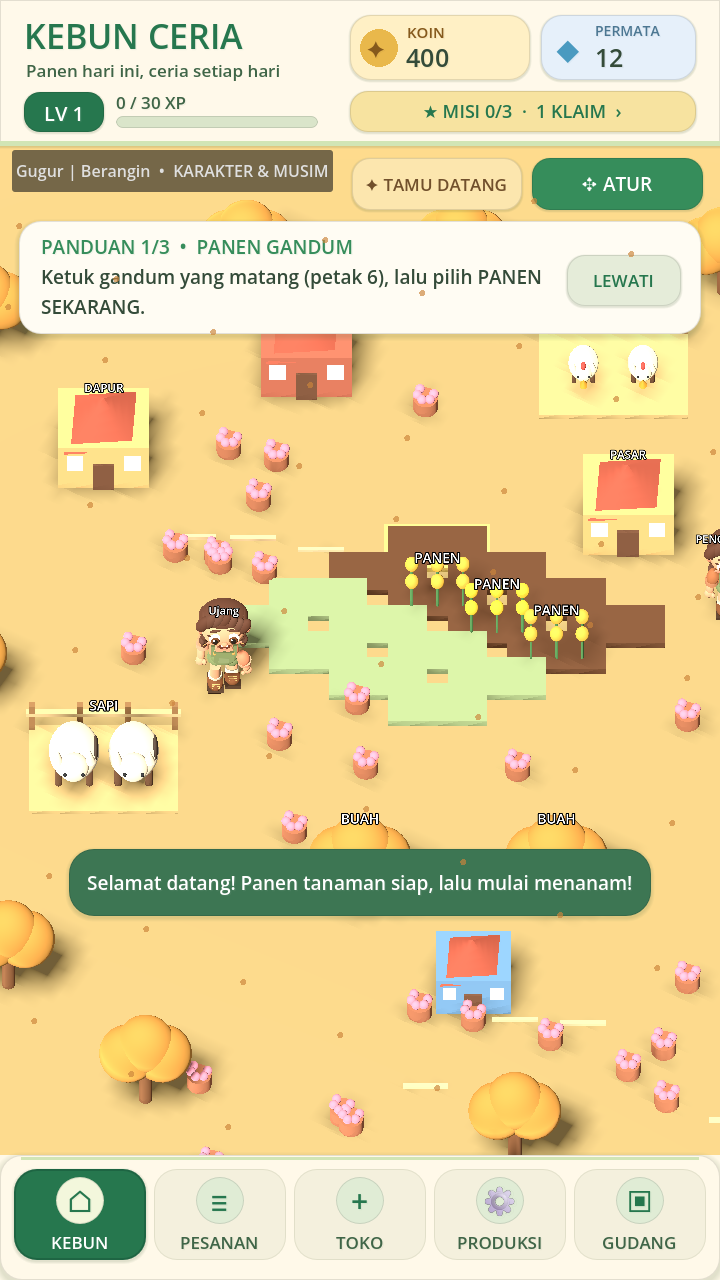 KEBUN CERIA
Panen hari ini, ceria setiap hari
LV 1
0 / 30 XP
KOIN
400
PERMATA
12
★ MISI 0/3 · 1 KLAIM ›
Gugur | Berangin • KARAKTER & MUSIM
TAMU DATANG
ATUR
PANDUAN 1/3 • PANEN GANDUM
Ketuk gandum yang matang (petak 6), lalu pilih PANEN
SEKARANG.
LEWATI
DAPUR
PASAR
PANEN
PANEN
PANEN
Ujang
SAPI
BUAH
BUAH
Selamat datang! Panen tanaman siap, lalu mulai menanam!
KEBUN
PESANAN
TOKO
PRODUKSI
GUDANG